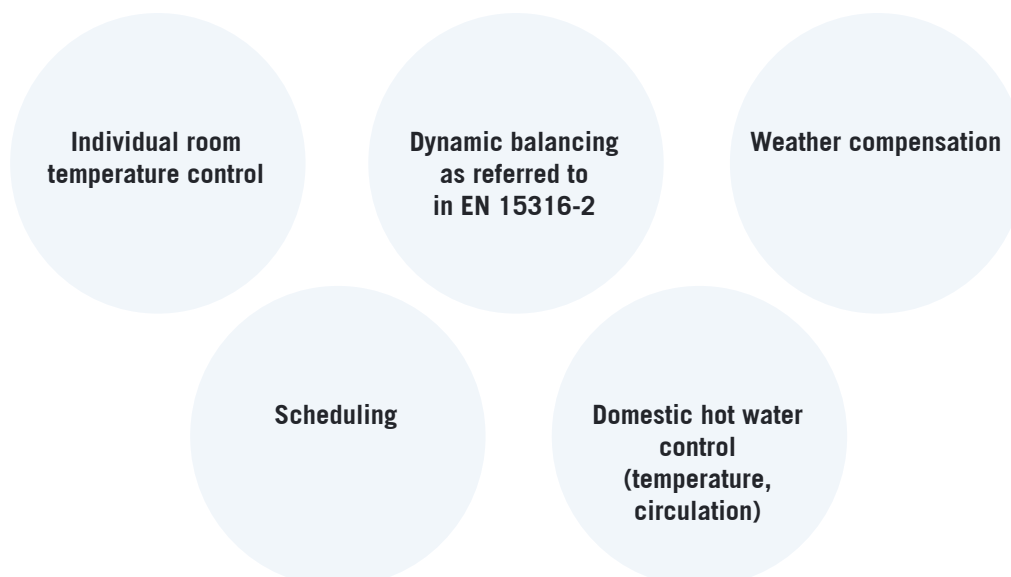 Individual room
temperature control
Dynamic balancing
as referred to
in EN 15316-2
Weather compensation
Scheduling
Domestic hot water
control
(temperature,
circulation)